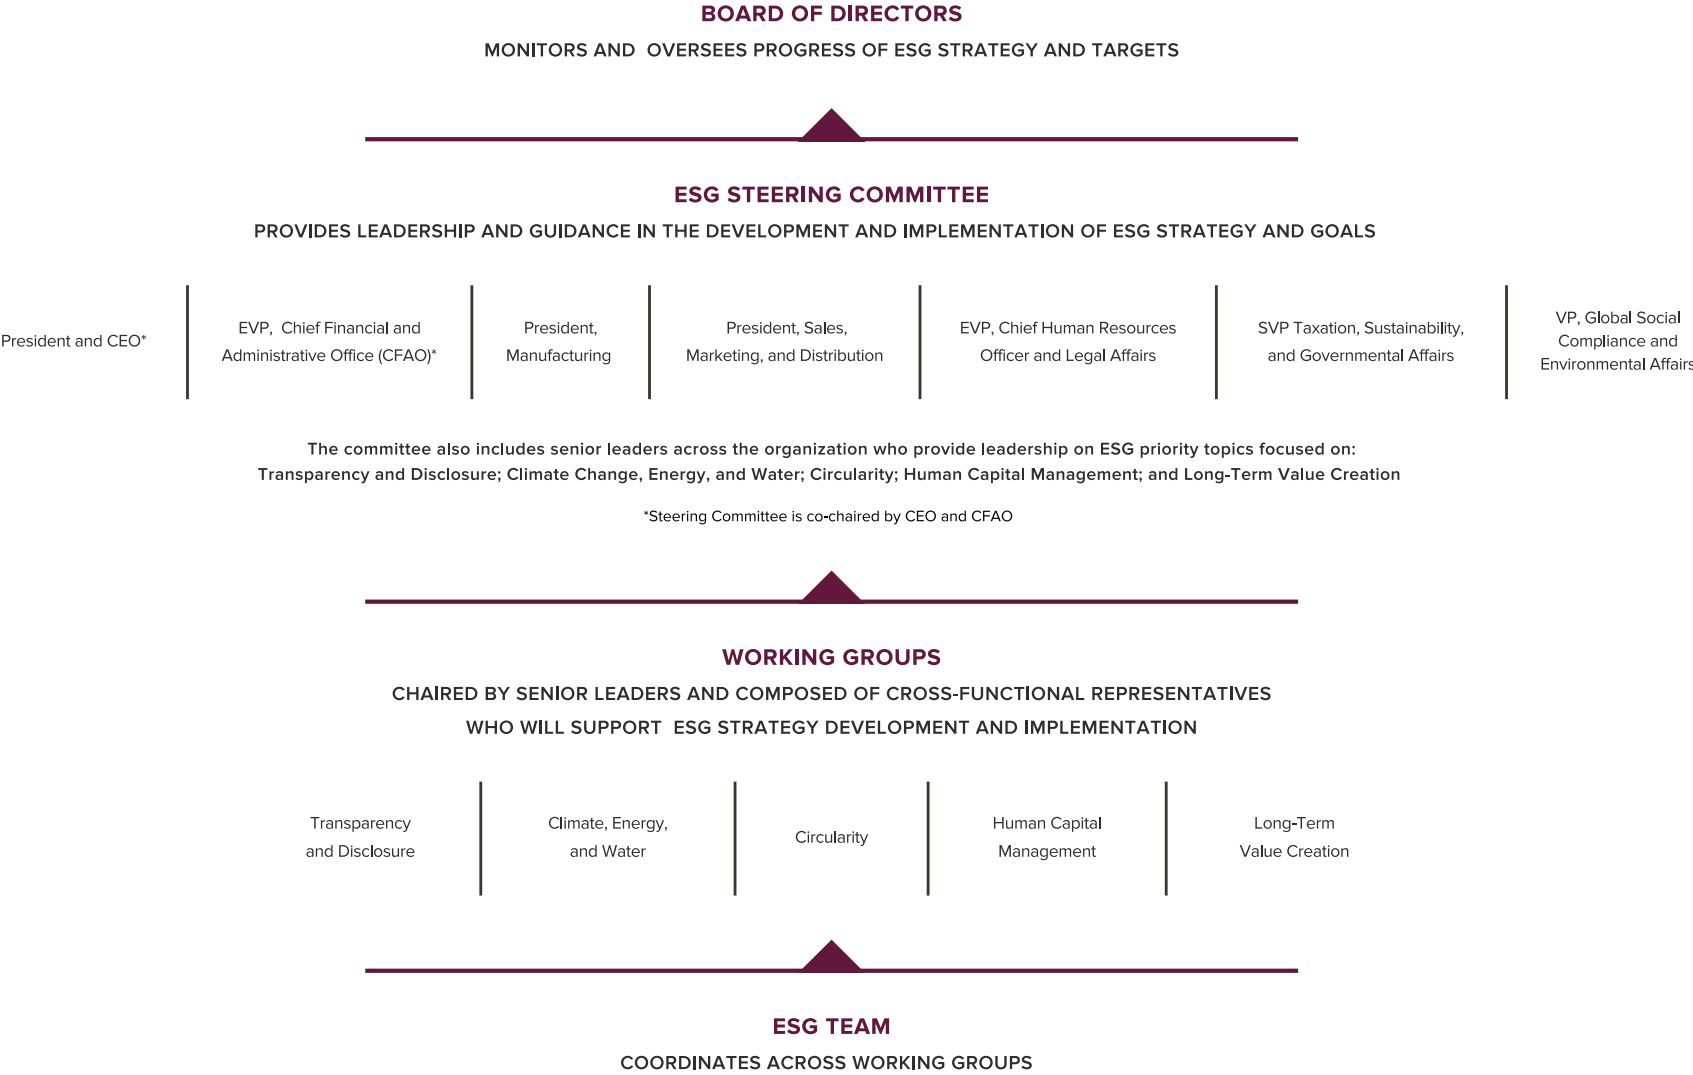 BOARD OF DIRECTORS
MONITORS AND OVERSEES PROGRESS OF ESG STRATEGY AND TARGETS
ESG STEERING COMMITTEE
PROVIDES LEADERSHIP AND GUIDANCE IN THE DEVELOPMENT AND IMPLEMENTATION OF ESG STRATEGY AND GOALS
President and CEO*
EVP, Chief Financial and
Administrative Office (CFAO)*
President,
Manufacturing
President, Sales,
Marketing, and Distribution
EVP, Chief Human Resources
Officer and Legal Affairs
SVP Taxation, Sustainability,
and Governmental Affairs
VP, Global Social
Compliance and
Environmental Affairs
The committee also includes senior leaders across the organization who provide leadership on ESG priority topics focused on:
Transparency and Disclosure; Climate Change, Energy, and Water; Circularity; Human Capital Management; and Long-Term Value Creation
*Steering Committee is co-chaired by CEO and CFAO
WORKING GROUPS
CHAIRED BY SENIOR LEADERS AND COMPOSED OF CROSS-FUNCTIONAL REPRESENTATIVES
WHO WILL SUPPORT ESG STRATEGY DEVELOPMENT AND IMPLEMENTATION
Transparency
and Disclosure
Climate, Energy,
and Water
Circularity
Human Capital
Management
Long-Term
Value Creation
ESG TEAM
COORDINATES ACROSS WORKING GROUPS